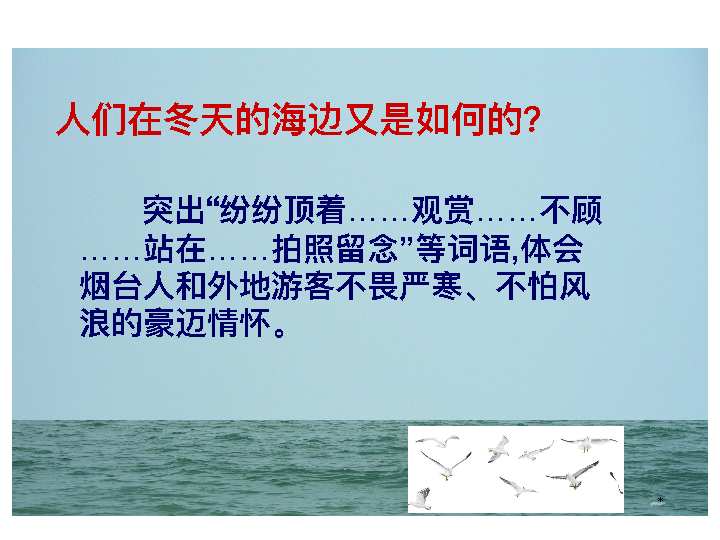 人们在冬天的海边又是如何的?
突出“纷纷顶着……观赏……不顾
……站在……拍照留念”等词语,体会
烟台人和外地游客不畏严寒、不怕风
浪的豪迈情怀。
*